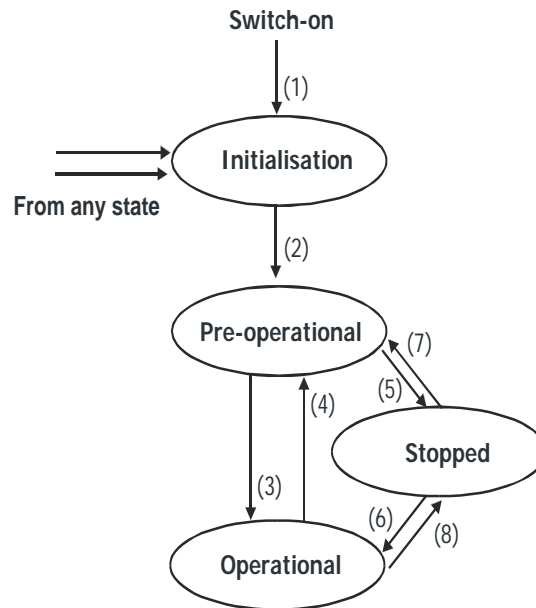 Switch-on
(1)
Initialisation
From any state
(2)
Pre-operational
(7)
(5)
(4)
Stopped
(3)
(6)
(8)
Operational